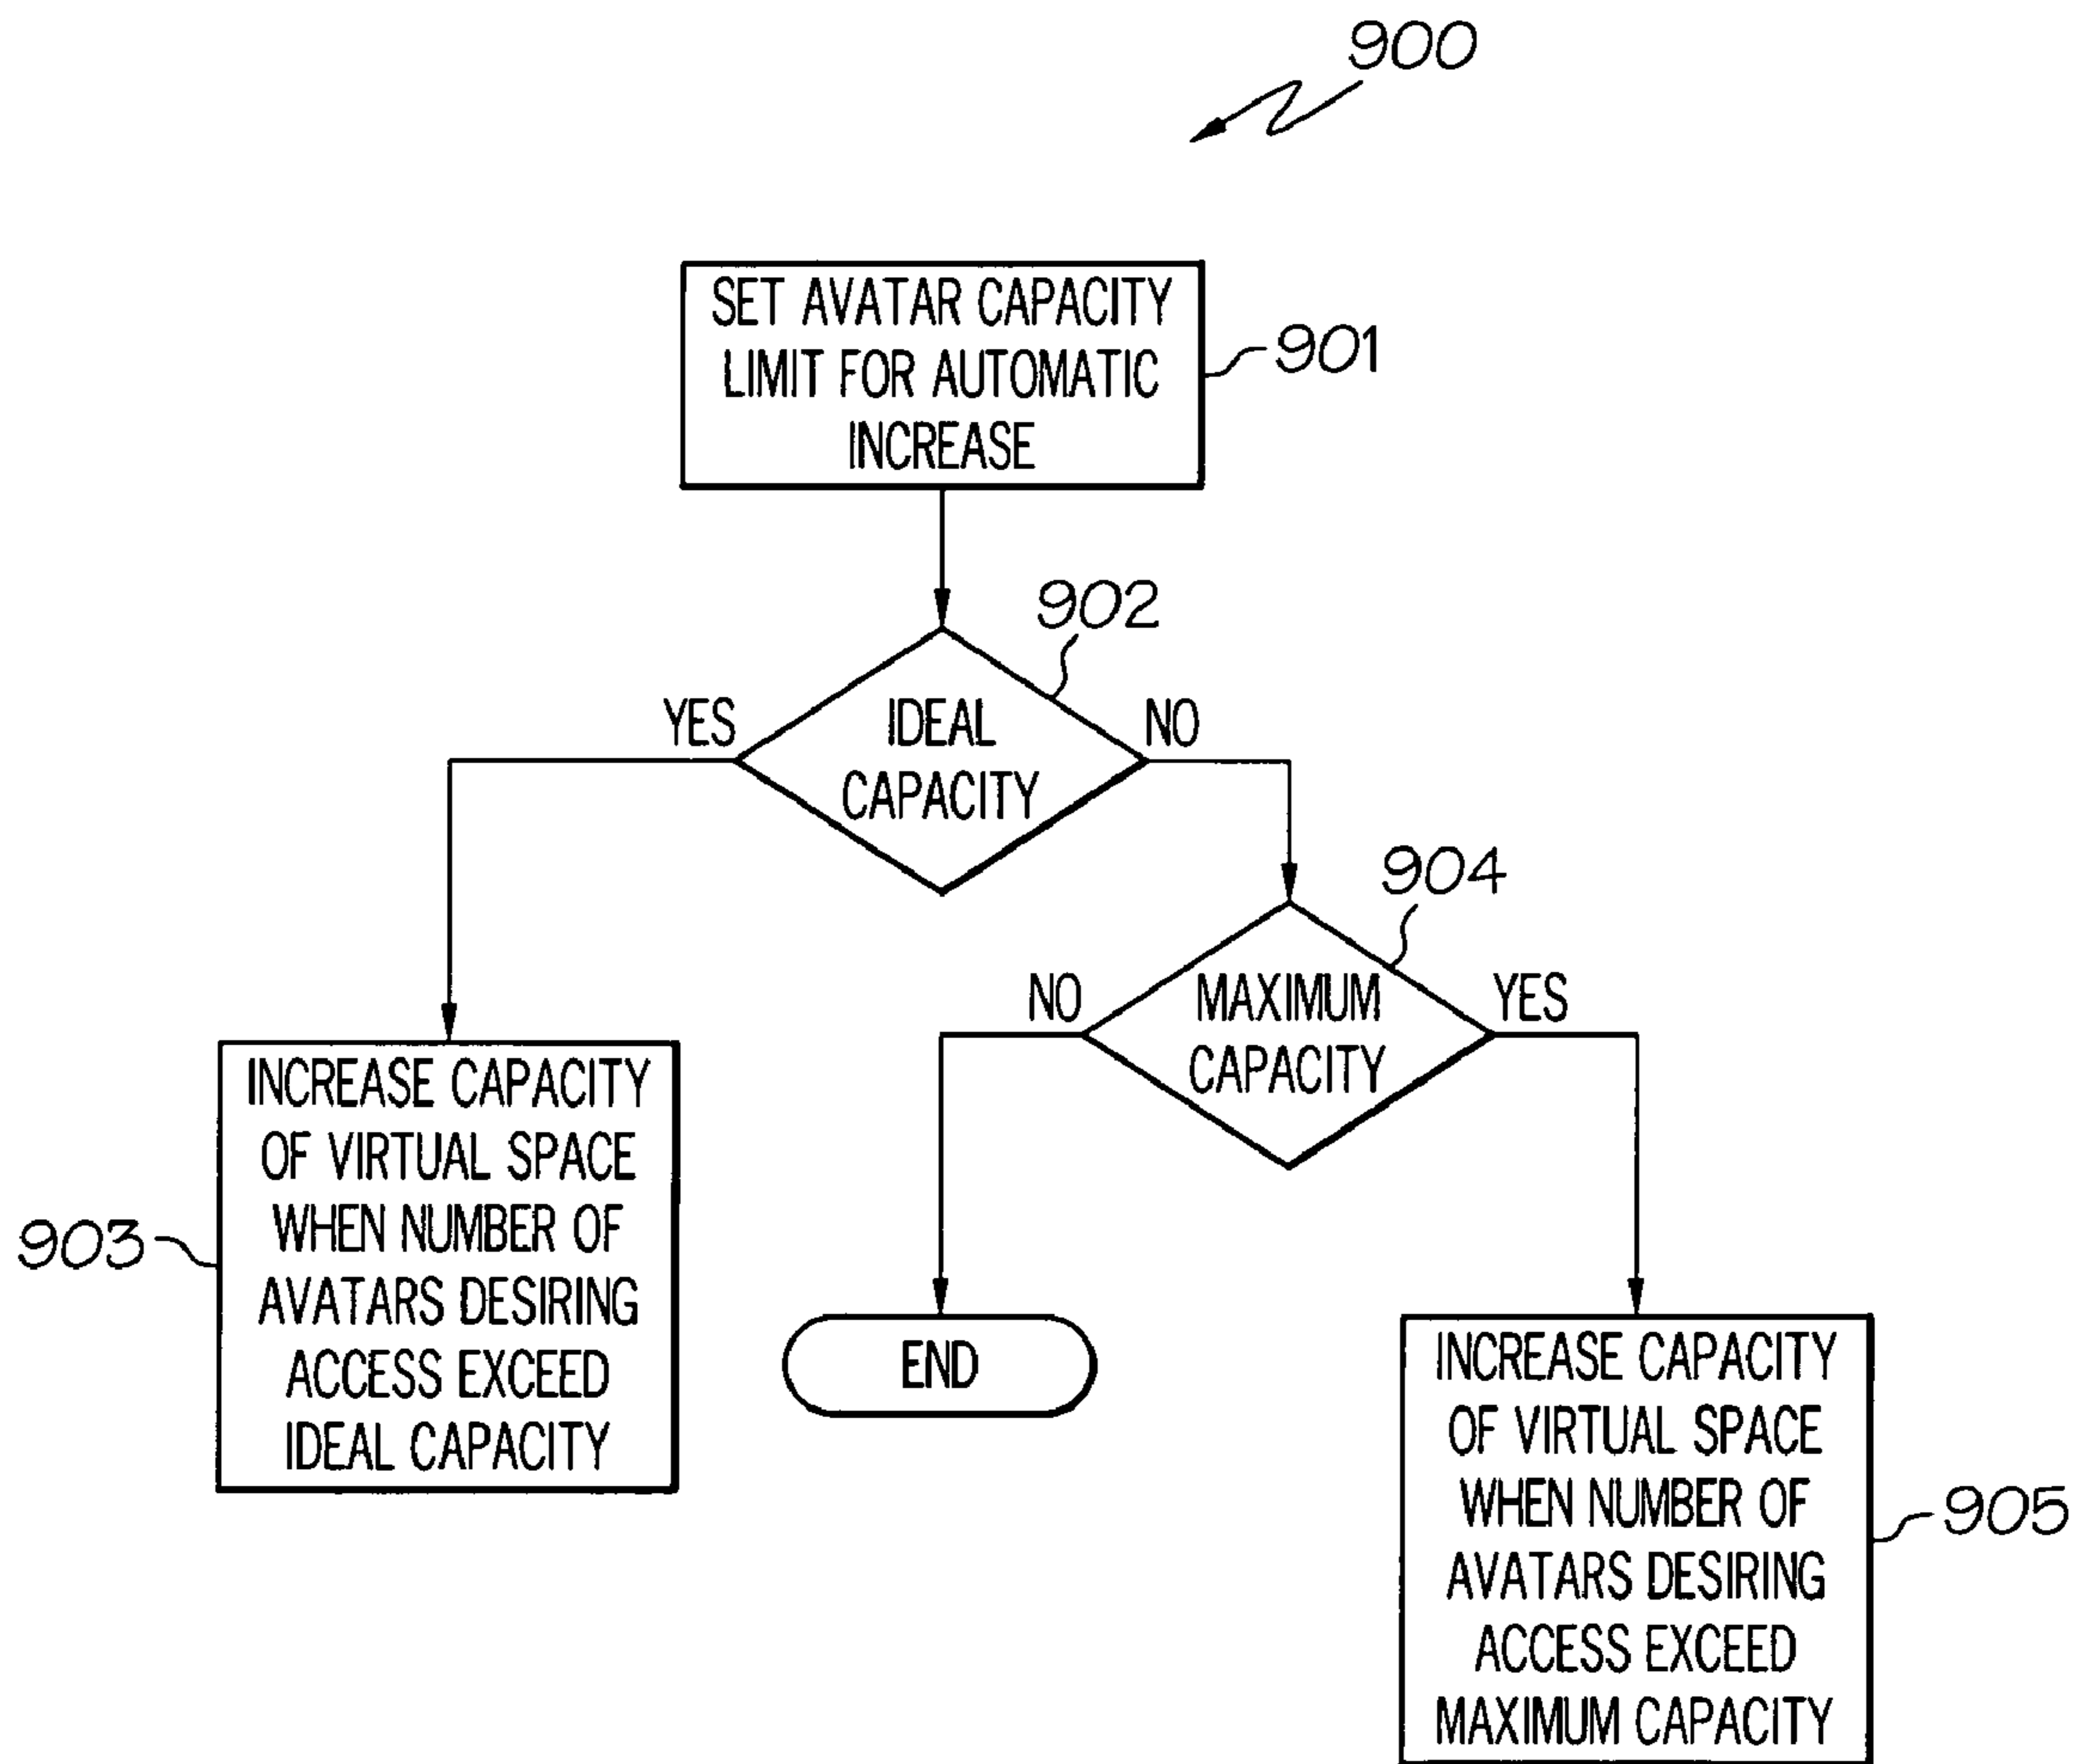 900
SET AVATAR CAPACITY
LIMIT FOR AUTOMATIC
INCREASE
901
902
YES
IDEAL
CAPACITY
NO
904
NO
MAXIMUM
CAPACITY
YES
INCREASE CAPACITY
OF VIRTUAL SPACE
WHEN NUMBER OF
AVATARS DESIRING
ACCESS EXCEED
IDEAL CAPACITY
903
END
INCREASE CAPACITY
OF VIRTUAL SPACE
WHEN NUMBER OF
AVATARS DESIRING
ACCESS EXCEED
MAXIMUM CAPACITY
905